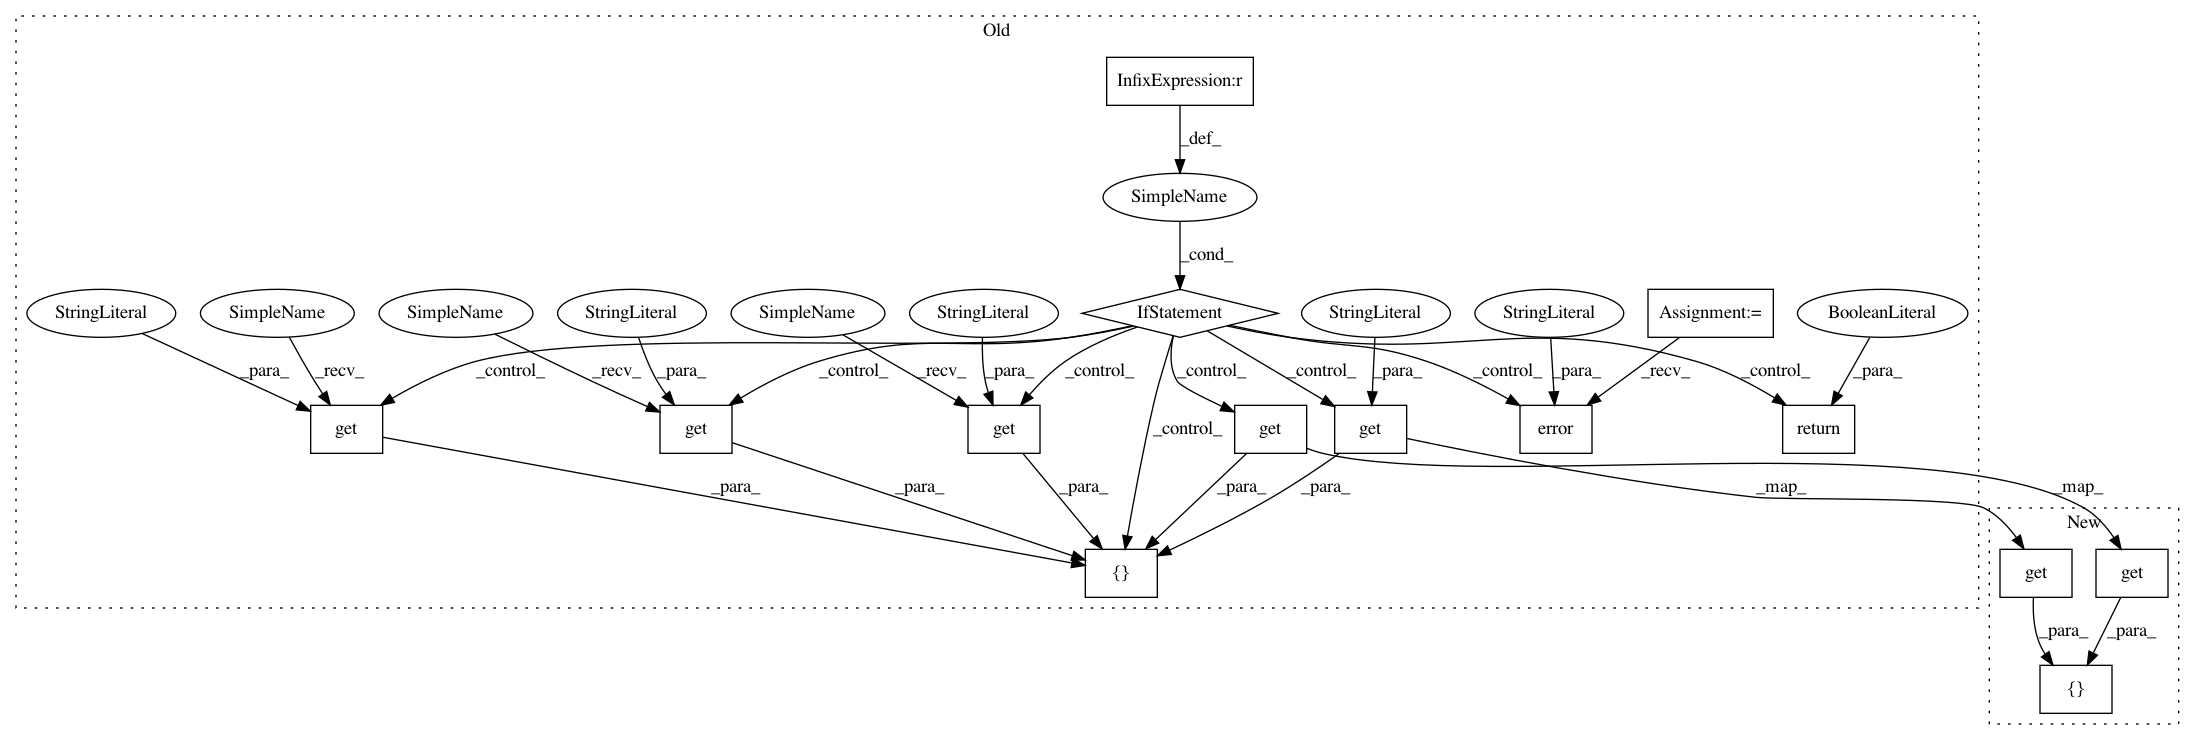 Old
InfixExpression:r
_def_
SimpleName
_cond_
StringLiteral
SimpleName
SimpleName
StringLiteral
SimpleName
StringLiteral
IfStatement
StringLiteral
StringLiteral
Assignment:=
BooleanLiteral
_para_
_recv_
_control_
_recv_
_para_
_control_
_recv_
_para_
_control_
_control_
_control_
_para_
_control_
_para_
_recv_
_control_
_para_
get
get
get
_control_
get
get
error
return
_para_
_para_
_para_
_para_
_para_
_map_
_map_
New
{}
get
get
_para_
_para_
{}